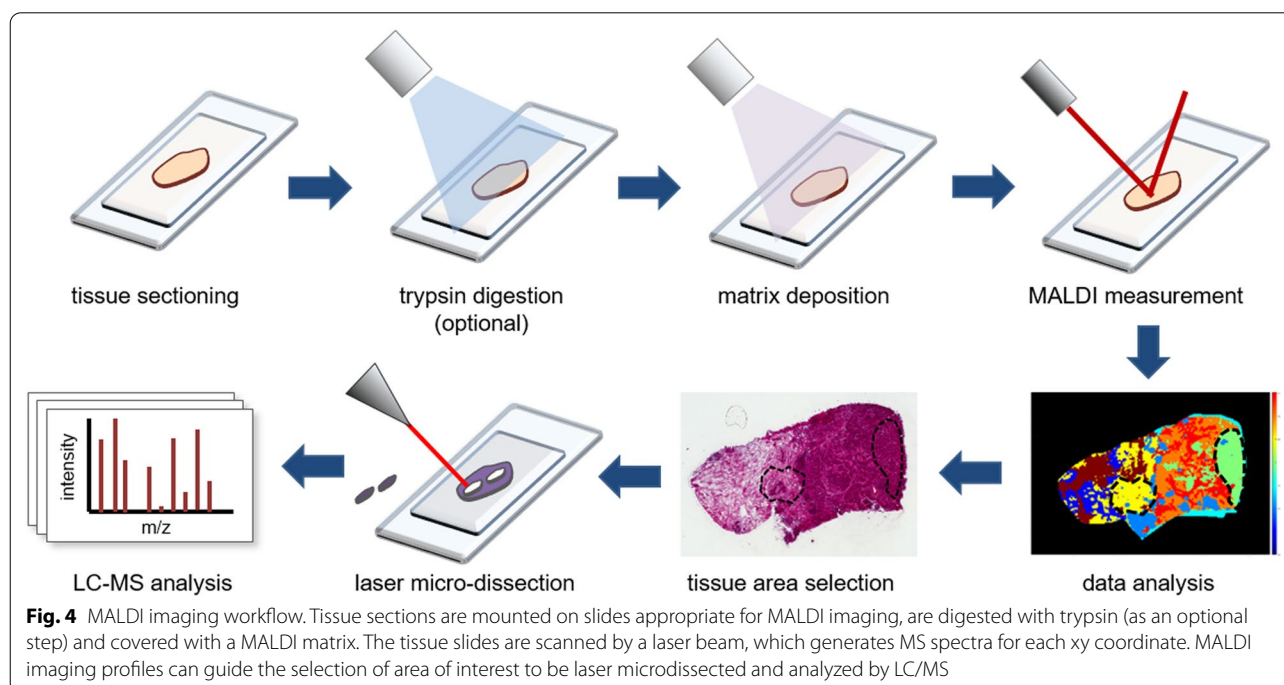 tissue sectioning
trypsin digestion
(optional)
matrix deposition
MALDI measurement
intensity
m/z
LC-MS analysis
laser micro-dissection
tissue area selection
data analysis
Fig. 4 MALDI imaging workflow. Tissue sections are mounted on slides appropriate for MALDI imaging, are digested with trypsin (as an optional
step) and covered with a MALDI matrix. The tissue slides are scanned by a laser beam, which generates MS spectra for each xy coordinate. MALDI
imaging profiles can guide the selection of area of interest to be laser microdissected and analyzed by LC/MS